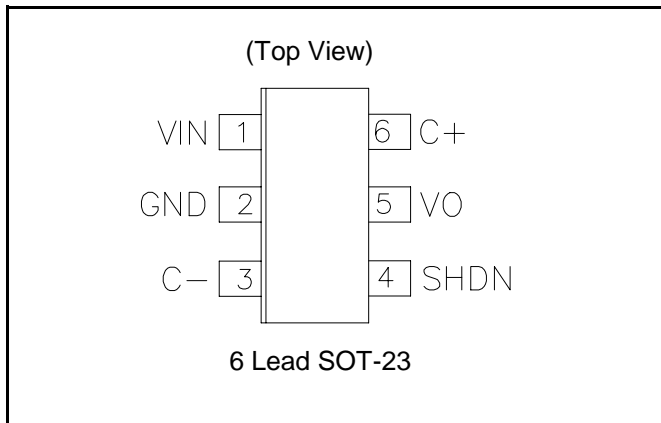 (Top View)
VIN 1 6 C+
GND 2 5 VO
C- 3 4 SHDN
6 Lead SOT-23